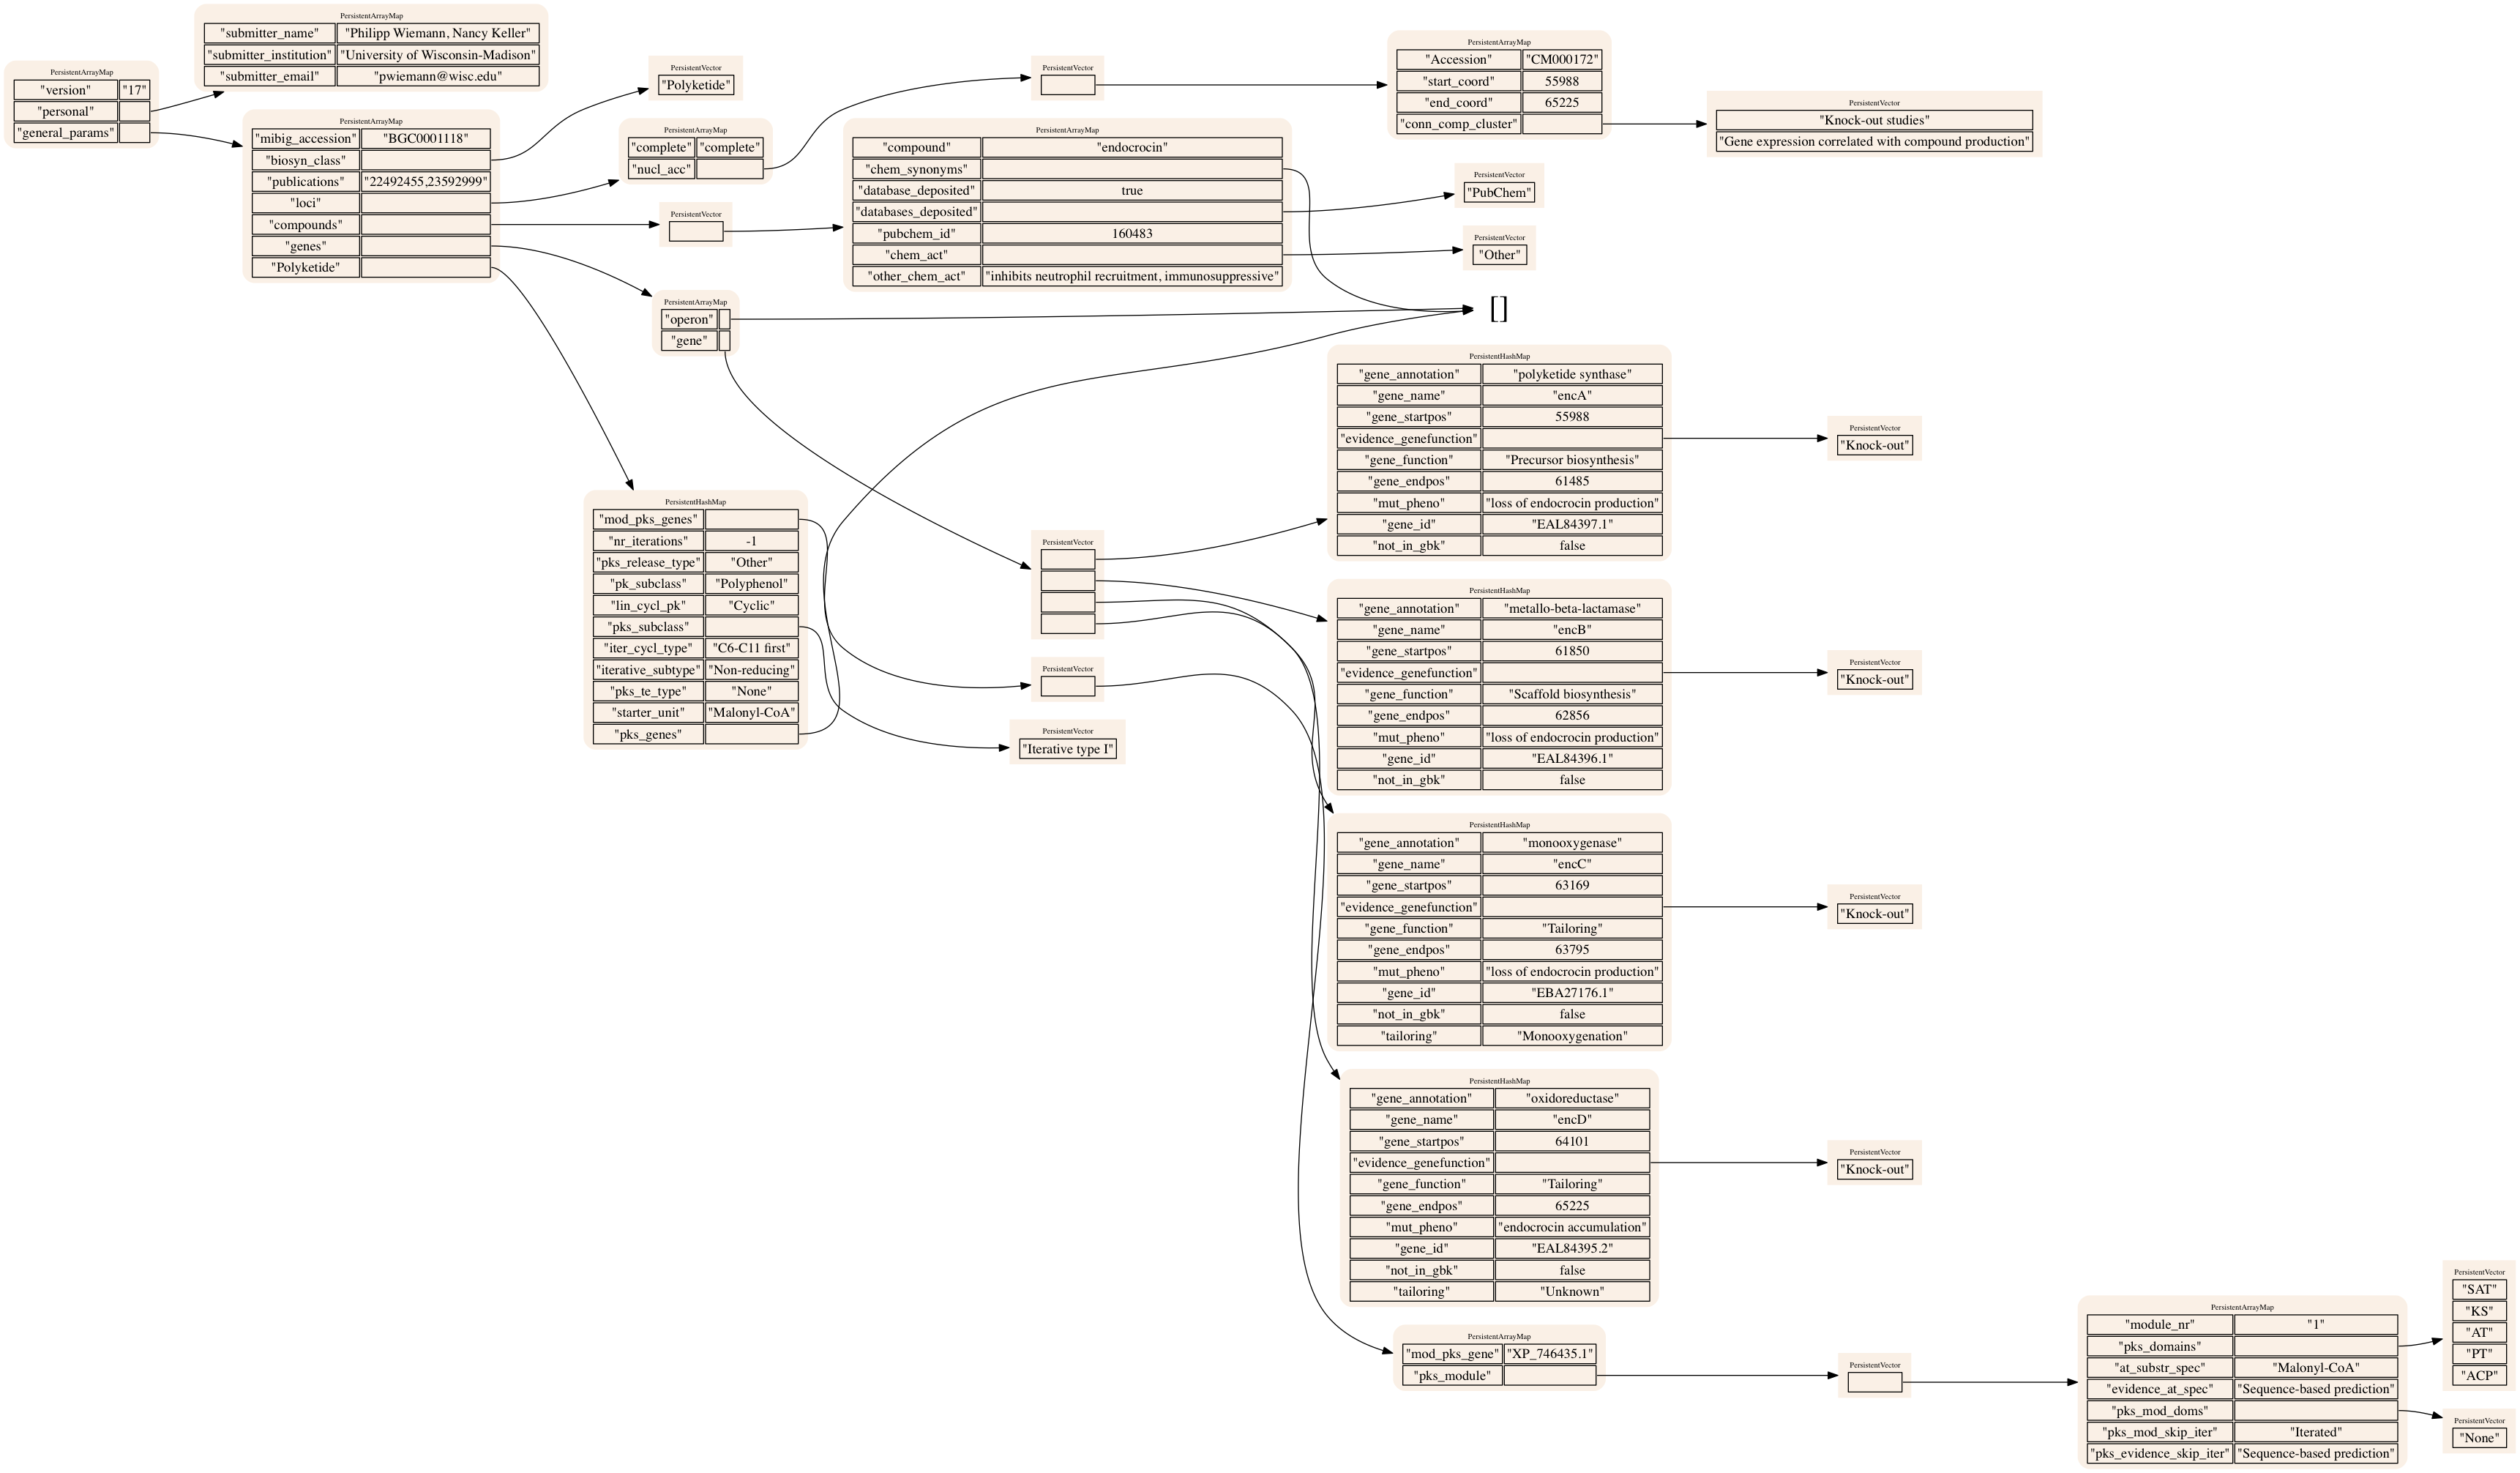 PersistentArrayMap
"version" "17"
"personal"
"general_params"
PersistentArrayMap
"submitter_name" "Philipp Wiemann, Nancy Keller"
"submitter_institution" "University of Wisconsin-Madison"
"submitter_email" "pwiemann@wisc.edu"
PersistentArrayMap
"mibig_accession" "BGC0001118"
"biosyn_class"
"publications" "22492455,23592999"
"loci"
"compounds"
"genes"
"Polyketide"
PersistentVector
"Polyketide"
PersistentArrayMap
"complete" "complete"
"nucl_acc"
PersistentVector
PersistentArrayMap
"operon"
"gene"
PersistentHashMap
"mod_pks_genes"
"nr_iterations" -1
"pks_release_type" "Other"
"pk_subclass" "Polyphenol"
"lin_cycl_pk" "Cyclic"
"pks_subclass"
"iter_cycl_type" "C6-C11 first"
"iterative_subtype" "Non-reducing"
"pks_te_type" "None"
"starter_unit" "Malonyl-CoA"
"pks_genes"
PersistentVector
PersistentArrayMap
"compound" "endocrocin"
"chem_synonyms"
"database_deposited" true
"databases_deposited"
"pubchem_id" 160483
"chem_act"
"other_chem_act" "inhibits neutrophil recruitment, immunosuppressive"
PersistentVector
PersistentVector
PersistentVector
"Iterative type I"
PersistentArrayMap
"Accession" "CM000172"
"start_coord" 55988
"end_coord" 65225
"conn_comp_cluster"
PersistentVector
"Knock-out studies"
"Gene expression correlated with compound production"
PersistentVector
"PubChem"
PersistentVector
"Other"
[]
PersistentHashMap
"gene_annotation" "polyketide synthase"
"gene_name" "encA"
"gene_startpos" 55988
"evidence_genefunction"
"gene_function" "Precursor biosynthesis"
"gene_endpos" 61485
"mut_pheno" "loss of endocrocin production"
"gene_id" "EAL84397.1"
"not_in_gbk" false
PersistentVector
"Knock-out"
PersistentHashMap
"gene_annotation" "metallo-beta-lactamase"
"gene_name" "encB"
"gene_startpos" 61850
"evidence_genefunction"
"gene_function" "Scaffold biosynthesis"
"gene_endpos" 62856
"mut_pheno" "loss of endocrocin production"
"gene_id" "EAL84396.1"
"not_in_gbk" false
PersistentVector
"Knock-out"
PersistentHashMap
"gene_annotation" "monooxygenase"
"gene_name" "encC"
"gene_startpos" 63169
"evidence_genefunction"
"gene_function" "Tailoring"
"gene_endpos" 63795
"mut_pheno" "loss of endocrocin production"
"gene_id" "EBA27176.1"
"not_in_gbk" false
"tailoring" "Monooxygenation"
PersistentVector
"Knock-out"
PersistentHashMap
"gene_annotation" "oxidoreductase"
"gene_name" "encD"
"gene_startpos" 64101
"evidence_genefunction"
"gene_function" "Tailoring"
"gene_endpos" 65225
"mut_pheno" "endocrocin accumulation"
"gene_id" "EAL84395.2"
"not_in_gbk" false
"tailoring" "Unknown"
PersistentVector
"Knock-out"
PersistentArrayMap
"mod_pks_gene" "XP_746435.1"
"pks_module"
PersistentVector
PersistentArrayMap
"module_nr" "1"
"pks_domains"
"at_substr_spec" "Malonyl-CoA"
"evidence_at_spec" "Sequence-based prediction"
"pks_mod_doms"
"pks_mod_skip_iter" "Iterated"
"pks_evidence_skip_iter" "Sequence-based prediction"
PersistentVector
"SAT"
"KS"
"AT"
"PT"
"ACP"
PersistentVector
"None"